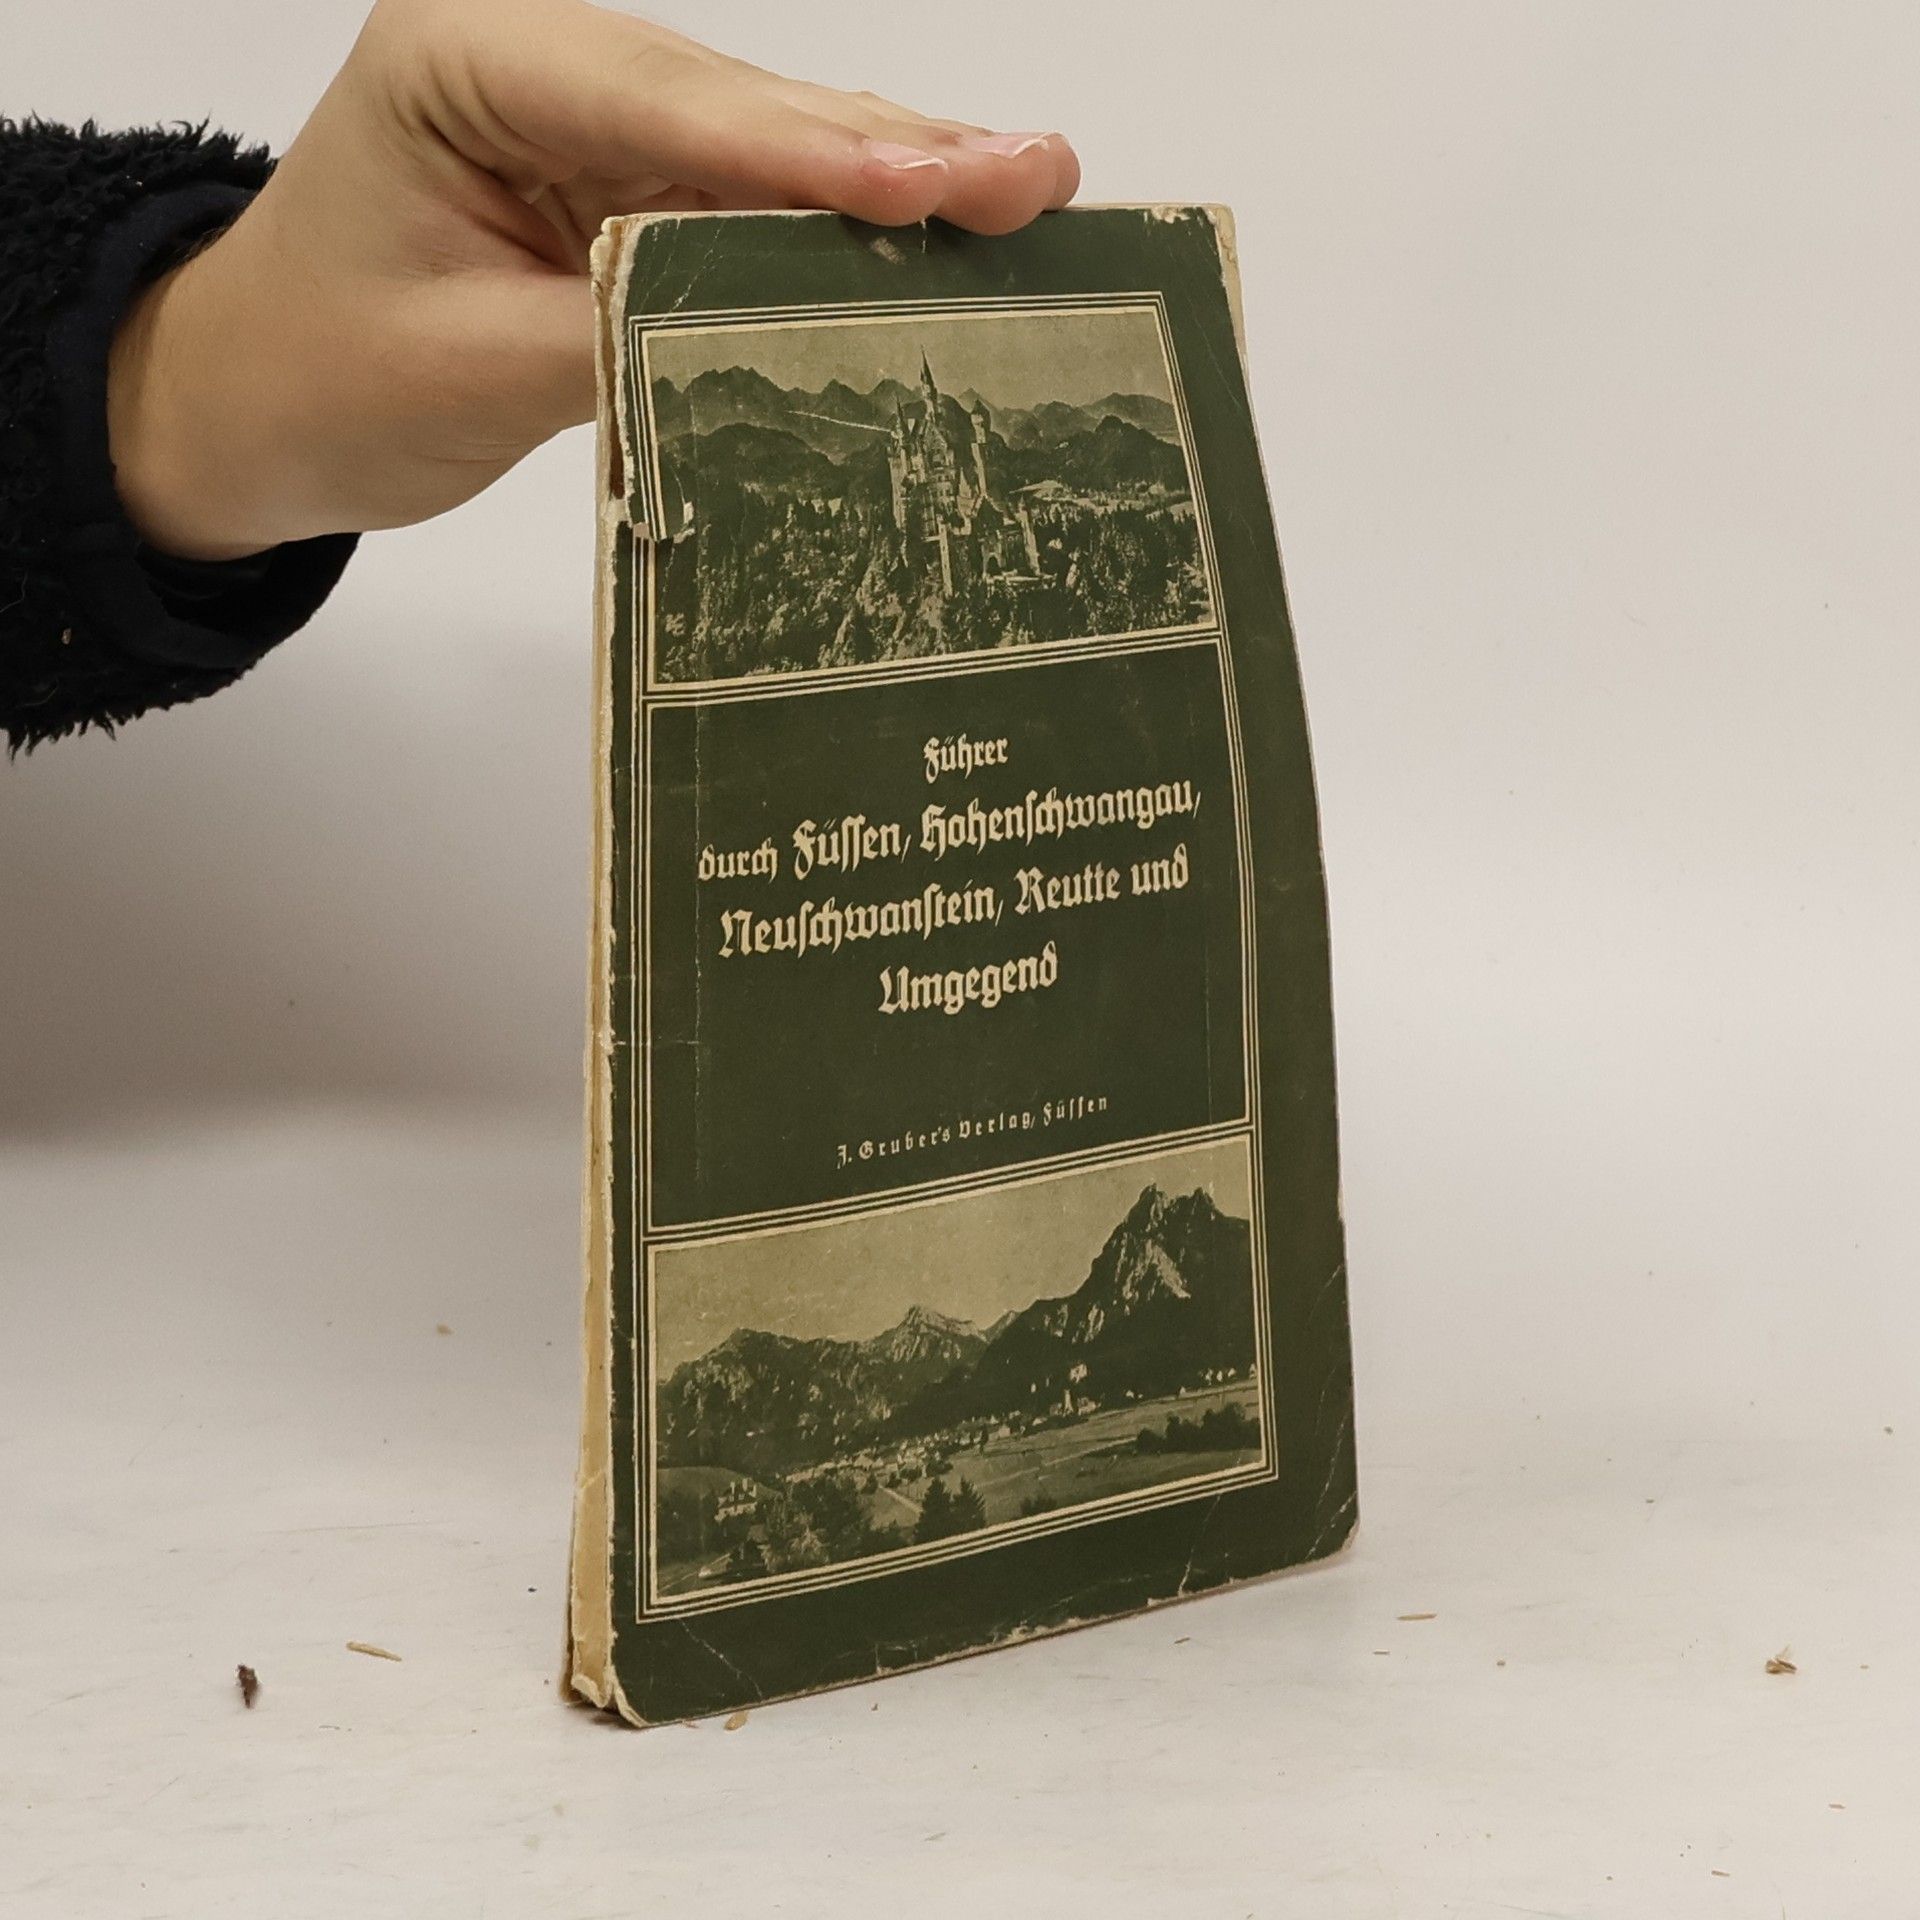 Führer
durch Füssen, Hohenschwangau,
Neuschwanstein, Reutte und
Umgegend
J. Gruber's Verlag, Füssen